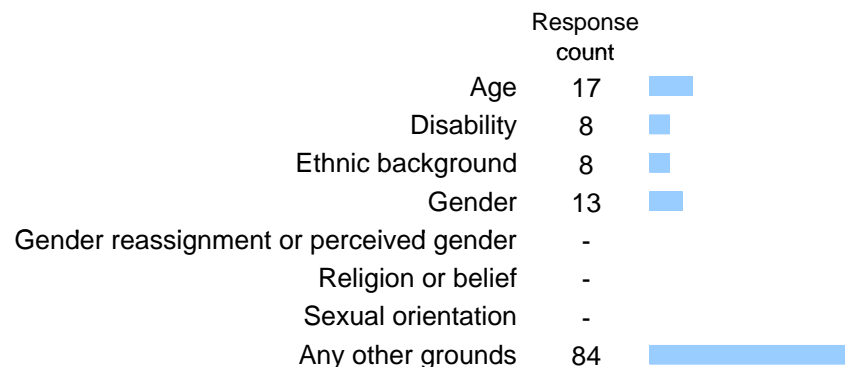 Response
count
Age 17
Disability 8
Ethnic background 8
Gender 13
Gender reassignment or perceived gender -
Religion or belief -
Sexual orientation -
Any other grounds 84